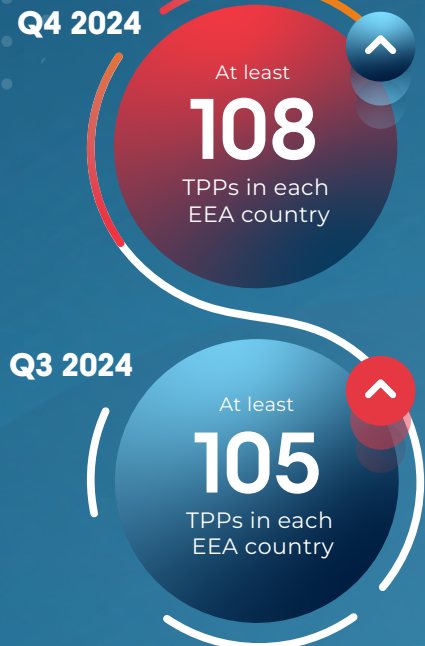 Q4 2024
At least
108
TPPs in each
EEA country
Q3 2024
At least
105
TPPs in each
EEA country